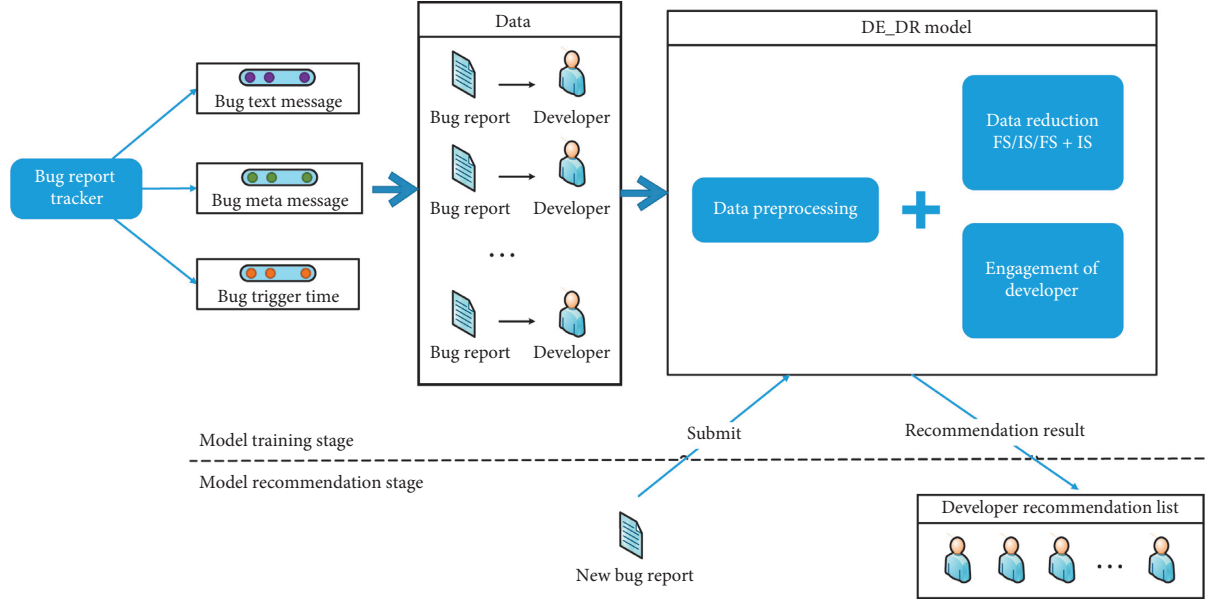 Data
DE_DR model
Bug text message
Bug report
tracker
Bug meta message
Bug trigger time
Bug report
Developer
Bug report
Developer
...
Bug report
Developer
Data preprocessing
Data reduction
FS/IS/FS + IS
Engagement of
developer
Model training stage
Submit
Recommendation result
Model recommendation stage
New bug report
Developer recommendation list
...